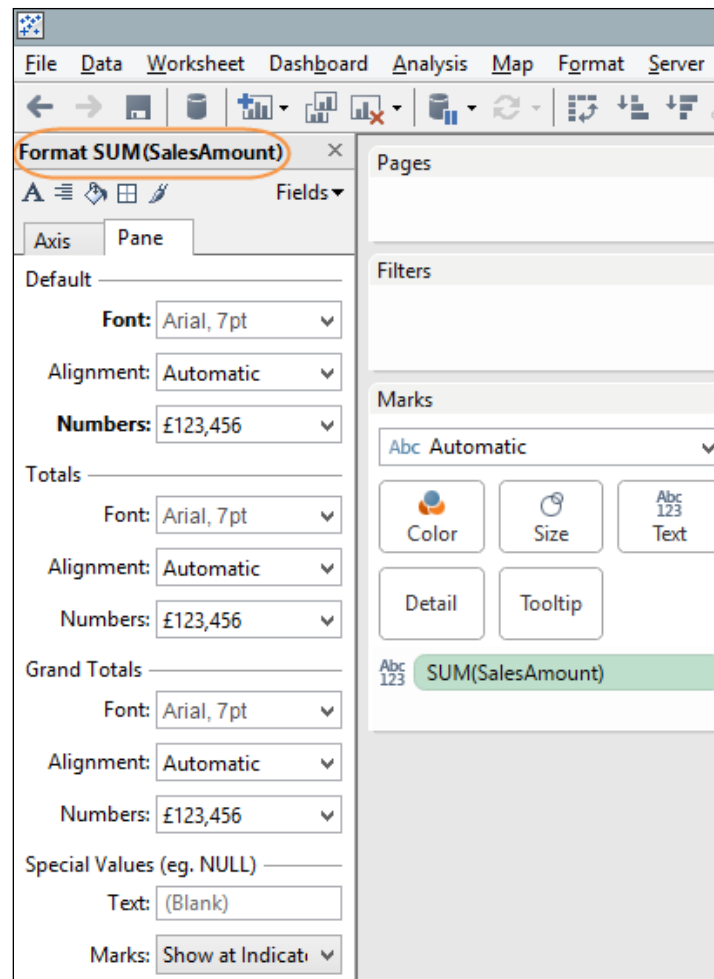 File Data Worksheet Dashboard Analysis Map Format Server
Format SUM(SalesAmount) ×
A Fields
Axis Pane
Default
Font: Arial, 7pt
Alignment: Automatic
Numbers: £123,456
Totals
Font: Arial, 7pt
Alignment: Automatic
Numbers: £123,456
Grand Totals
Font: Arial, 7pt
Alignment: Automatic
Numbers: £123,456
Special Values (eg. NULL)
Text: (Blank)
Marks: Show at Indicat
Pages
Filters
Marks
Abc Automatic
Color
Size
Abc
123
Text
Detail
Tooltip
Abc
123
SUM(SalesAmount)